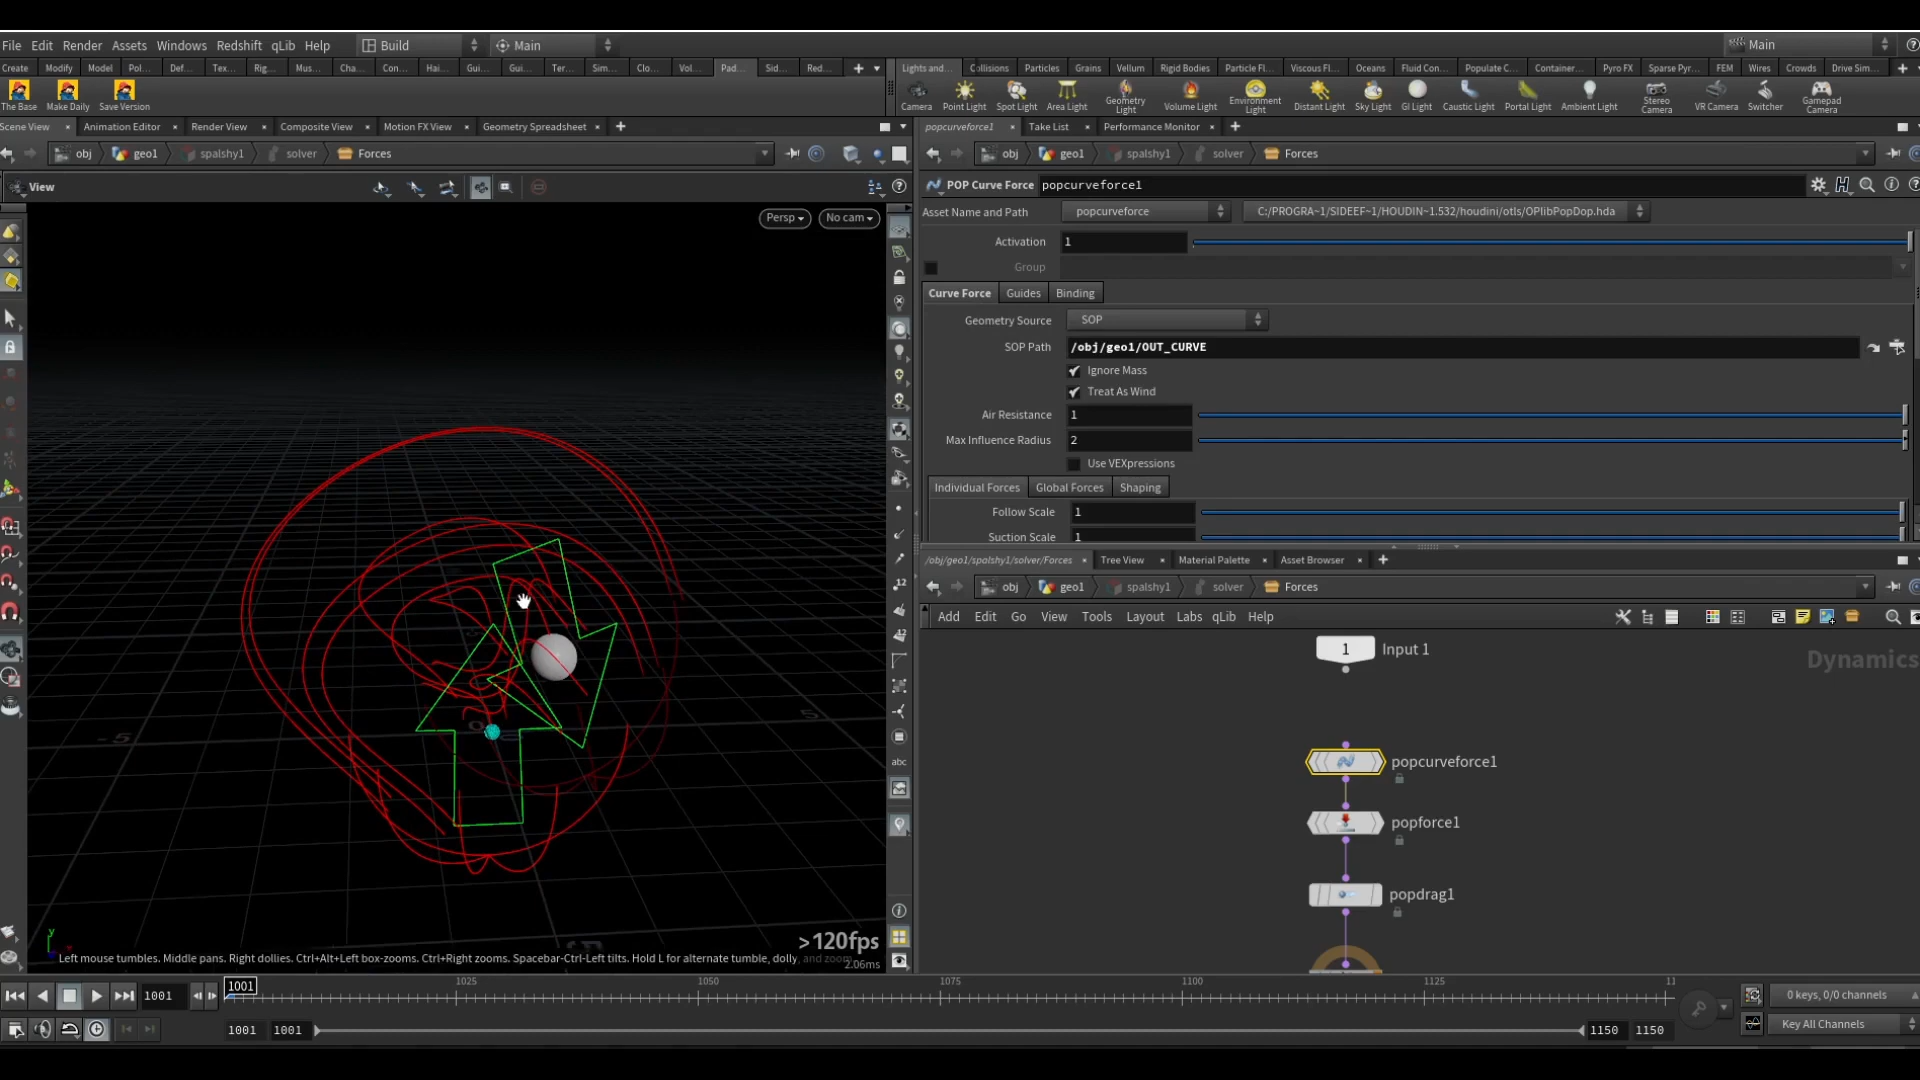 File Edit Render Assets Windows Redshift qLib Help Build Main Main
Create Modify Model Pol... Def... Tex... Rig... Mus... Cha... Con... Hai... Gui... Gui... Ter... Sim... Clo... Vol... Pad... Sid... Red...
Lights and... Collisions Particles Grains Vellum Rigid Bodies Particle Fl... Viscous Fl... Oceans Fluid Con... Populate C... Container... Pyro FX Sparse Pyr... FEM Wires Crowds Drive Sim...
The Base Make Daily Save Version
Camera Point Light Spot Light Area Light Geometry Light Volume Light Environment Light Distant Light Sky Light GI Light Caustic Light Portal Light Ambient Light Stereo Camera VR Camera Switcher Gamepad Camera
Scene View Animation Editor Render View Composite View Motion FX View Geometry Spreadsheet
popcurveforce1 Take List Performance Monitor
obj geo1 spalshy1 solver Forces
obj geo1 spalshy1 solver Forces
View
POP Curve Force popcurveforce1
Asset Name and Path popcurveforce C:/PROGRA~1/SIDEEF~1/HOUDIN~1.532/houdini/otls/OPlibPopDop.hda
Persp No cam
Activation 1
Group
Curve Force Guides Binding
Geometry Source SOP
SOP Path /obj/geo1/OUT_CURVE
Ignore Mass
Treat As Wind
Air Resistance 1
Max Influence Radius 2
Use VEXpressions
Individual Forces Global Forces Shaping
Follow Scale 1
Suction Scale 1
/obj/geo1/spalshy1/solver/Forces Tree View Material Palette Asset Browser
obj geo1 spalshy1 solver Forces
Add Edit Go View Tools Layout Labs qLib Help
1 Input 1
Dynamics
popcurveforce1
popforce1
popdrag1
12
12
abc
-5
5
y
>120fps
Left mouse tumbles. Middle pans. Right dollies. Ctrl+Alt+Left box-zooms. Ctrl+Right zooms. Spacebar-Ctrl-Left tilts. Hold L for alternate tumble, dolly, and zoom.
2.06ms
1001 1001 1025 1050 1075 1100 1125 11
0 keys, 0/0 channels
1001 1001 1150 1150
Key All Channels